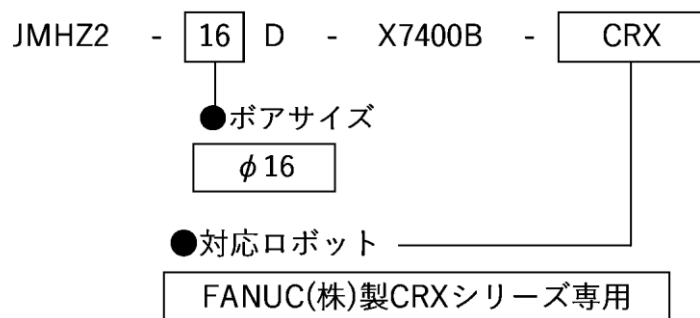 JMHZ2 - 16 D - X7400B - CRX
●ボアサイズ
φ16
●対応ロボット
FANUC(株)製CRXシリーズ専用